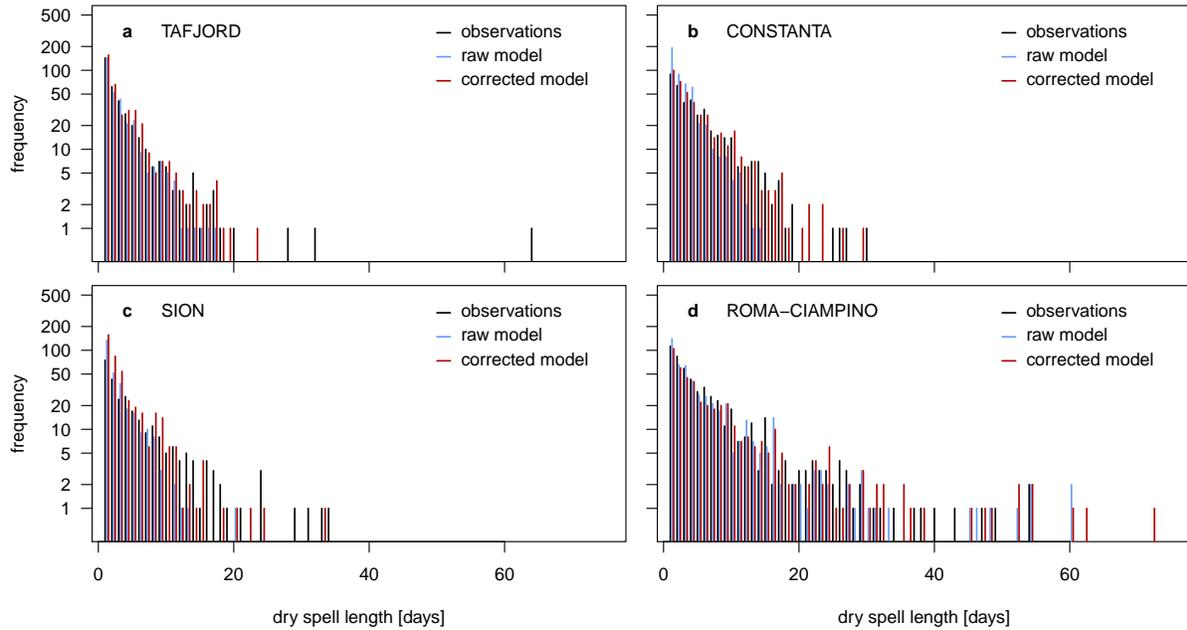 a TAFJORD
observations
raw model
corrected model
frequency
500
200
100
50
20
10
5
2
1
b CONSTANTA
observations
raw model
corrected model
c SION
observations
raw model
corrected model
frequency
500
200
100
50
20
10
5
2
1
0 20 40 60
dry spell length [days]
d ROMA−CIAMPINO
observations
raw model
corrected model
0 20 40 60
dry spell length [days]